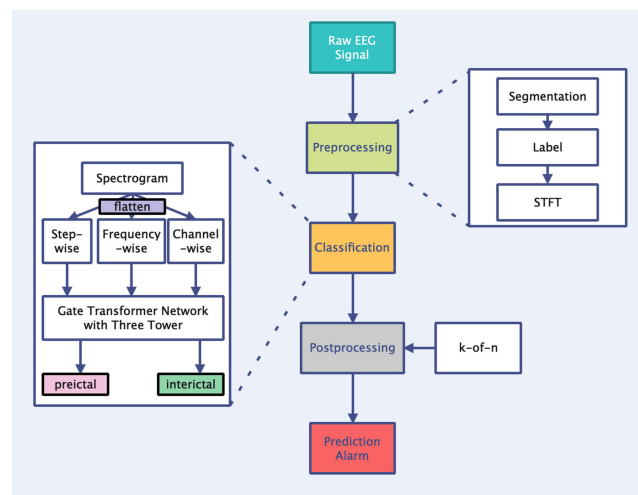 Raw EEG
Signal
Preprocessing
Segmentation
Label
STFT
Classification
Spectrogram
flatten
Step-
wise
Frequency
-wise
Channel
-wise
Gate Transformer Network
with Three Tower
preictal
interictal
Postprocessing
k-of-n
Prediction
Alarm